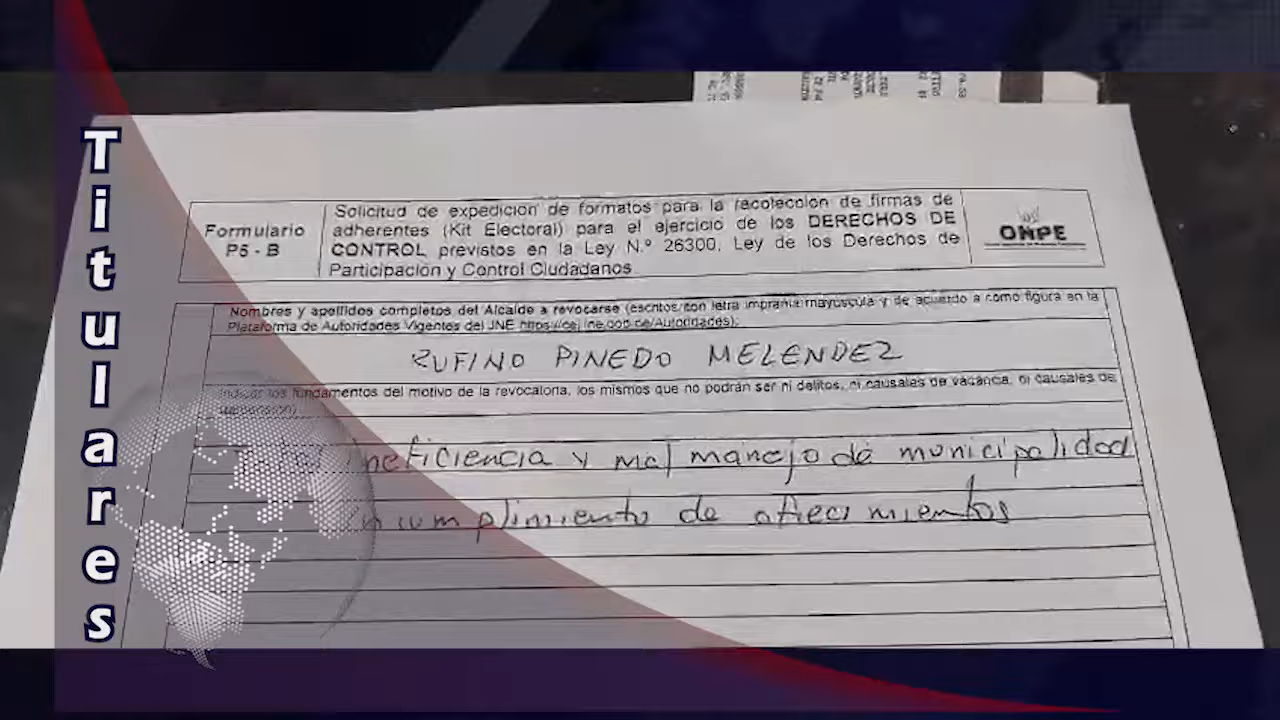 Titulares
Formulario
P5 - B
Solicitud de expedición de formatos para la recolección de firmas de
adherentes (Kit Electoral) para el ejercicio de los DERECHOS DE
CONTROL previstos en la Ley N.º 26300, Ley de los Derechos de
Participación y Control Ciudadanos
ONPE
Nombres y apellidos completos del Alcalde a revocarse (escritos con letra imprenta mayúscula y de acuerdo a como figura en la
Plataforma de Autoridades Vigentes del JNE
RUFINO PINEDO MELENDEZ
Indicar los fundamentos del motivo de la revocatoria, los mismos que no podrán ser ni delitos, ni causales de vacancia, ni causales de
suspensión)
ineficiencia y mal manejo de municipalidad
incumplimiento de ofrecimientos